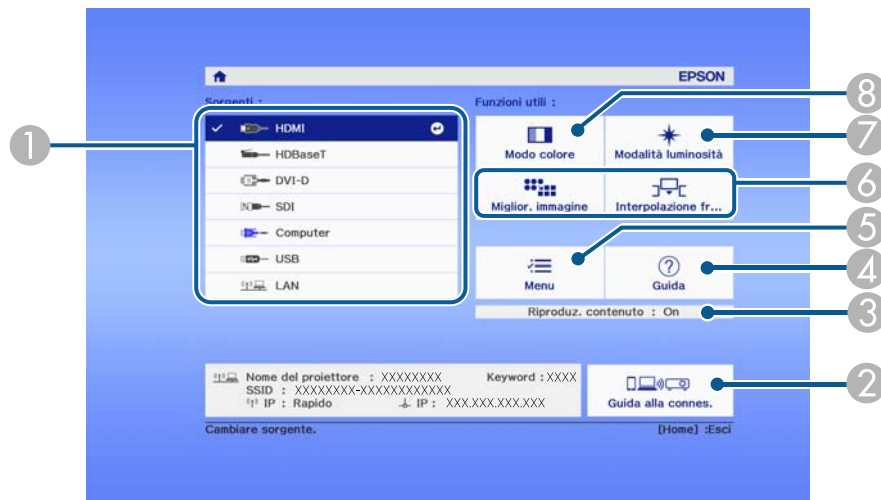 EPSON
Sorgenti :
HDMI
HDBaseT
DVI-D
SDI
Computer
USB
LAN
Funzioni utili :
Modo colore
Modalità luminosità
Miglior. immagine
Interpolazione fr...
Menu
Guida
Riproduz. contenuto : On
Nome del proiettore : XXXXXXXX Keyword : XXXX
SSID : XXXXXXXX-XXXXXXXXXXXX
IP : Rapido IP : XXX.XXX.XXX.XXX
Guida alla connes.
Cambiare sorgente. [Home] :Esci
1
8
7
6
5
4
3
2